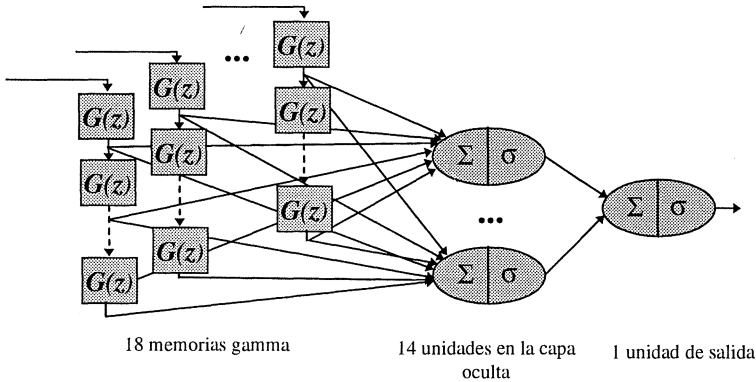 G(z)
G(z)
G(z)
G(z)
G(z)
G(z)
G(z)
G(z)
G(z)
Σ σ
Σ σ
Σ σ
18 memorias gamma
14 unidades en la capa
oculta
1 unidad de salida